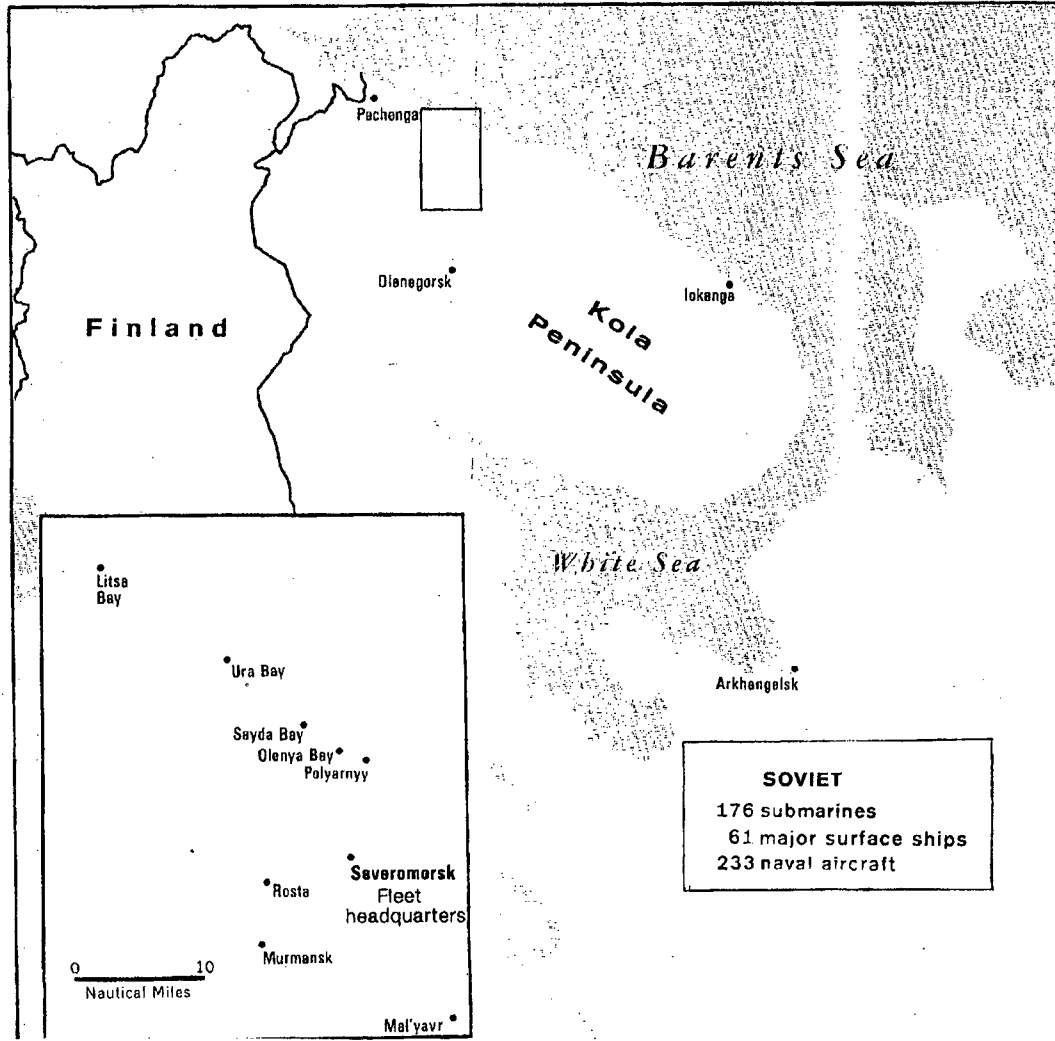 Pechenga
Barents Sea
Olenegorsk
Iokanga
Kola
Peninsula
Finland
White Sea
Arkhangelsk
Litsa
Bay
Ura Bay
Sayda Bay
Olenya Bay
Polyarnyy
Severomorsk
Fleet
headquarters
Rosta
Murmansk
0 10
Nautical Miles
Mal'yavr
SOVIET
176 submarines
61 major surface ships
233 naval aircraft